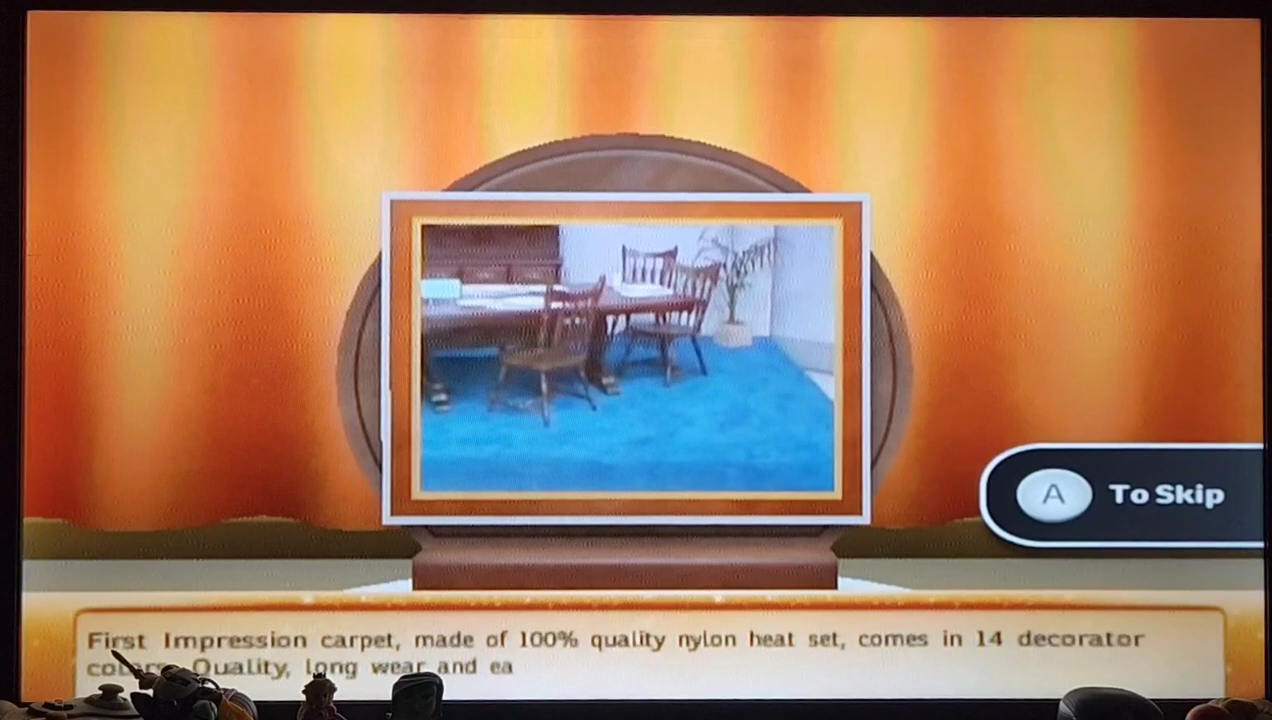 A To Skip
First Impression carpet, made of 100% quality nylon heat set, comes in 14 decorator
colors. Quality, long wear and ea